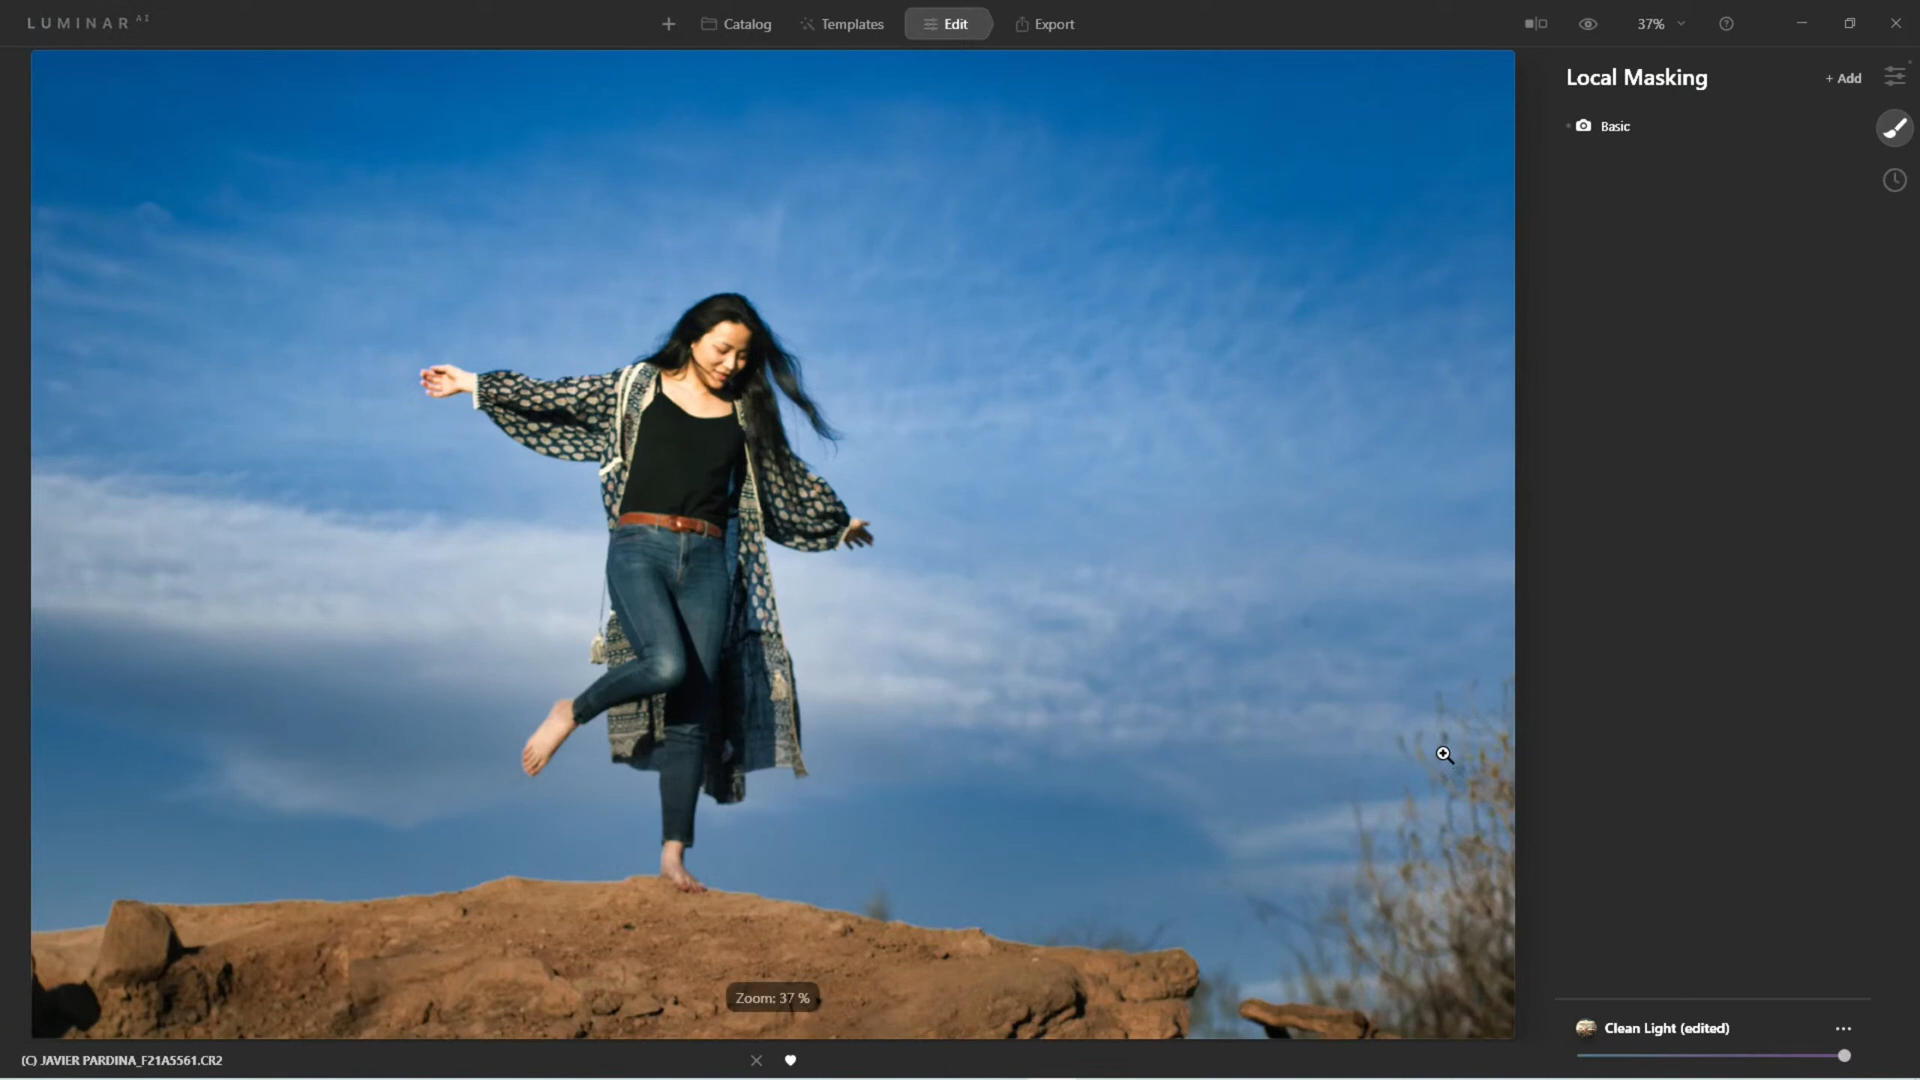 LUMINAR AI
Catalog
Templates
Edit
Export
37%
Local Masking
+ Add
Basic
Zoom: 37 %
Clean Light (edited)
(C) JAVIER PARDINA_F21A5561.CR2